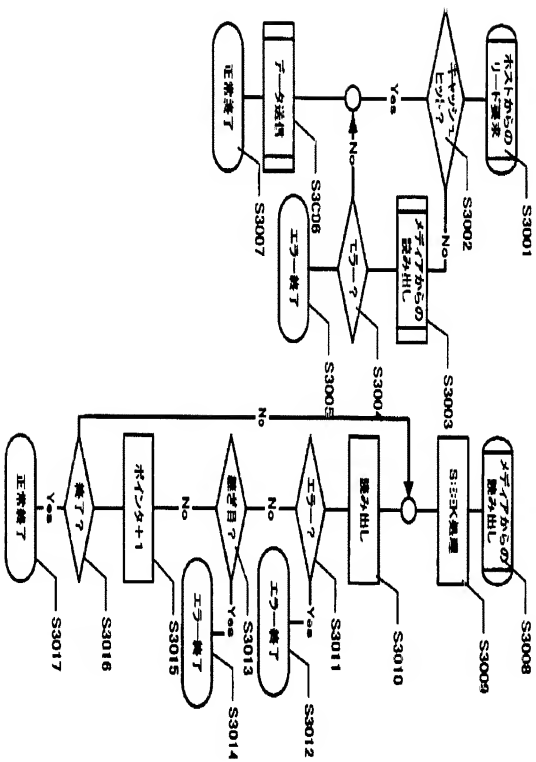 ホストからの
リード要求
S3001
キャッシュ
ヒット?
S3002
No
Yes
メディアからの
読み出し
S3003
エラー?
S3004
No
エラー終了
S3005
データ送信
S3C06
正常終了
S3007
メディアからの
読み出し
S3008
SEEK処理
S3009
読み出し
S3010
エラー?
S3011
Yes
エラー終了
S3012
No
継ぎ目?
S3013
Yes
エラー終了
S3014
No
ポインタ+1
S3015
終了?
S3016
No
Yes
正常終了
S3017